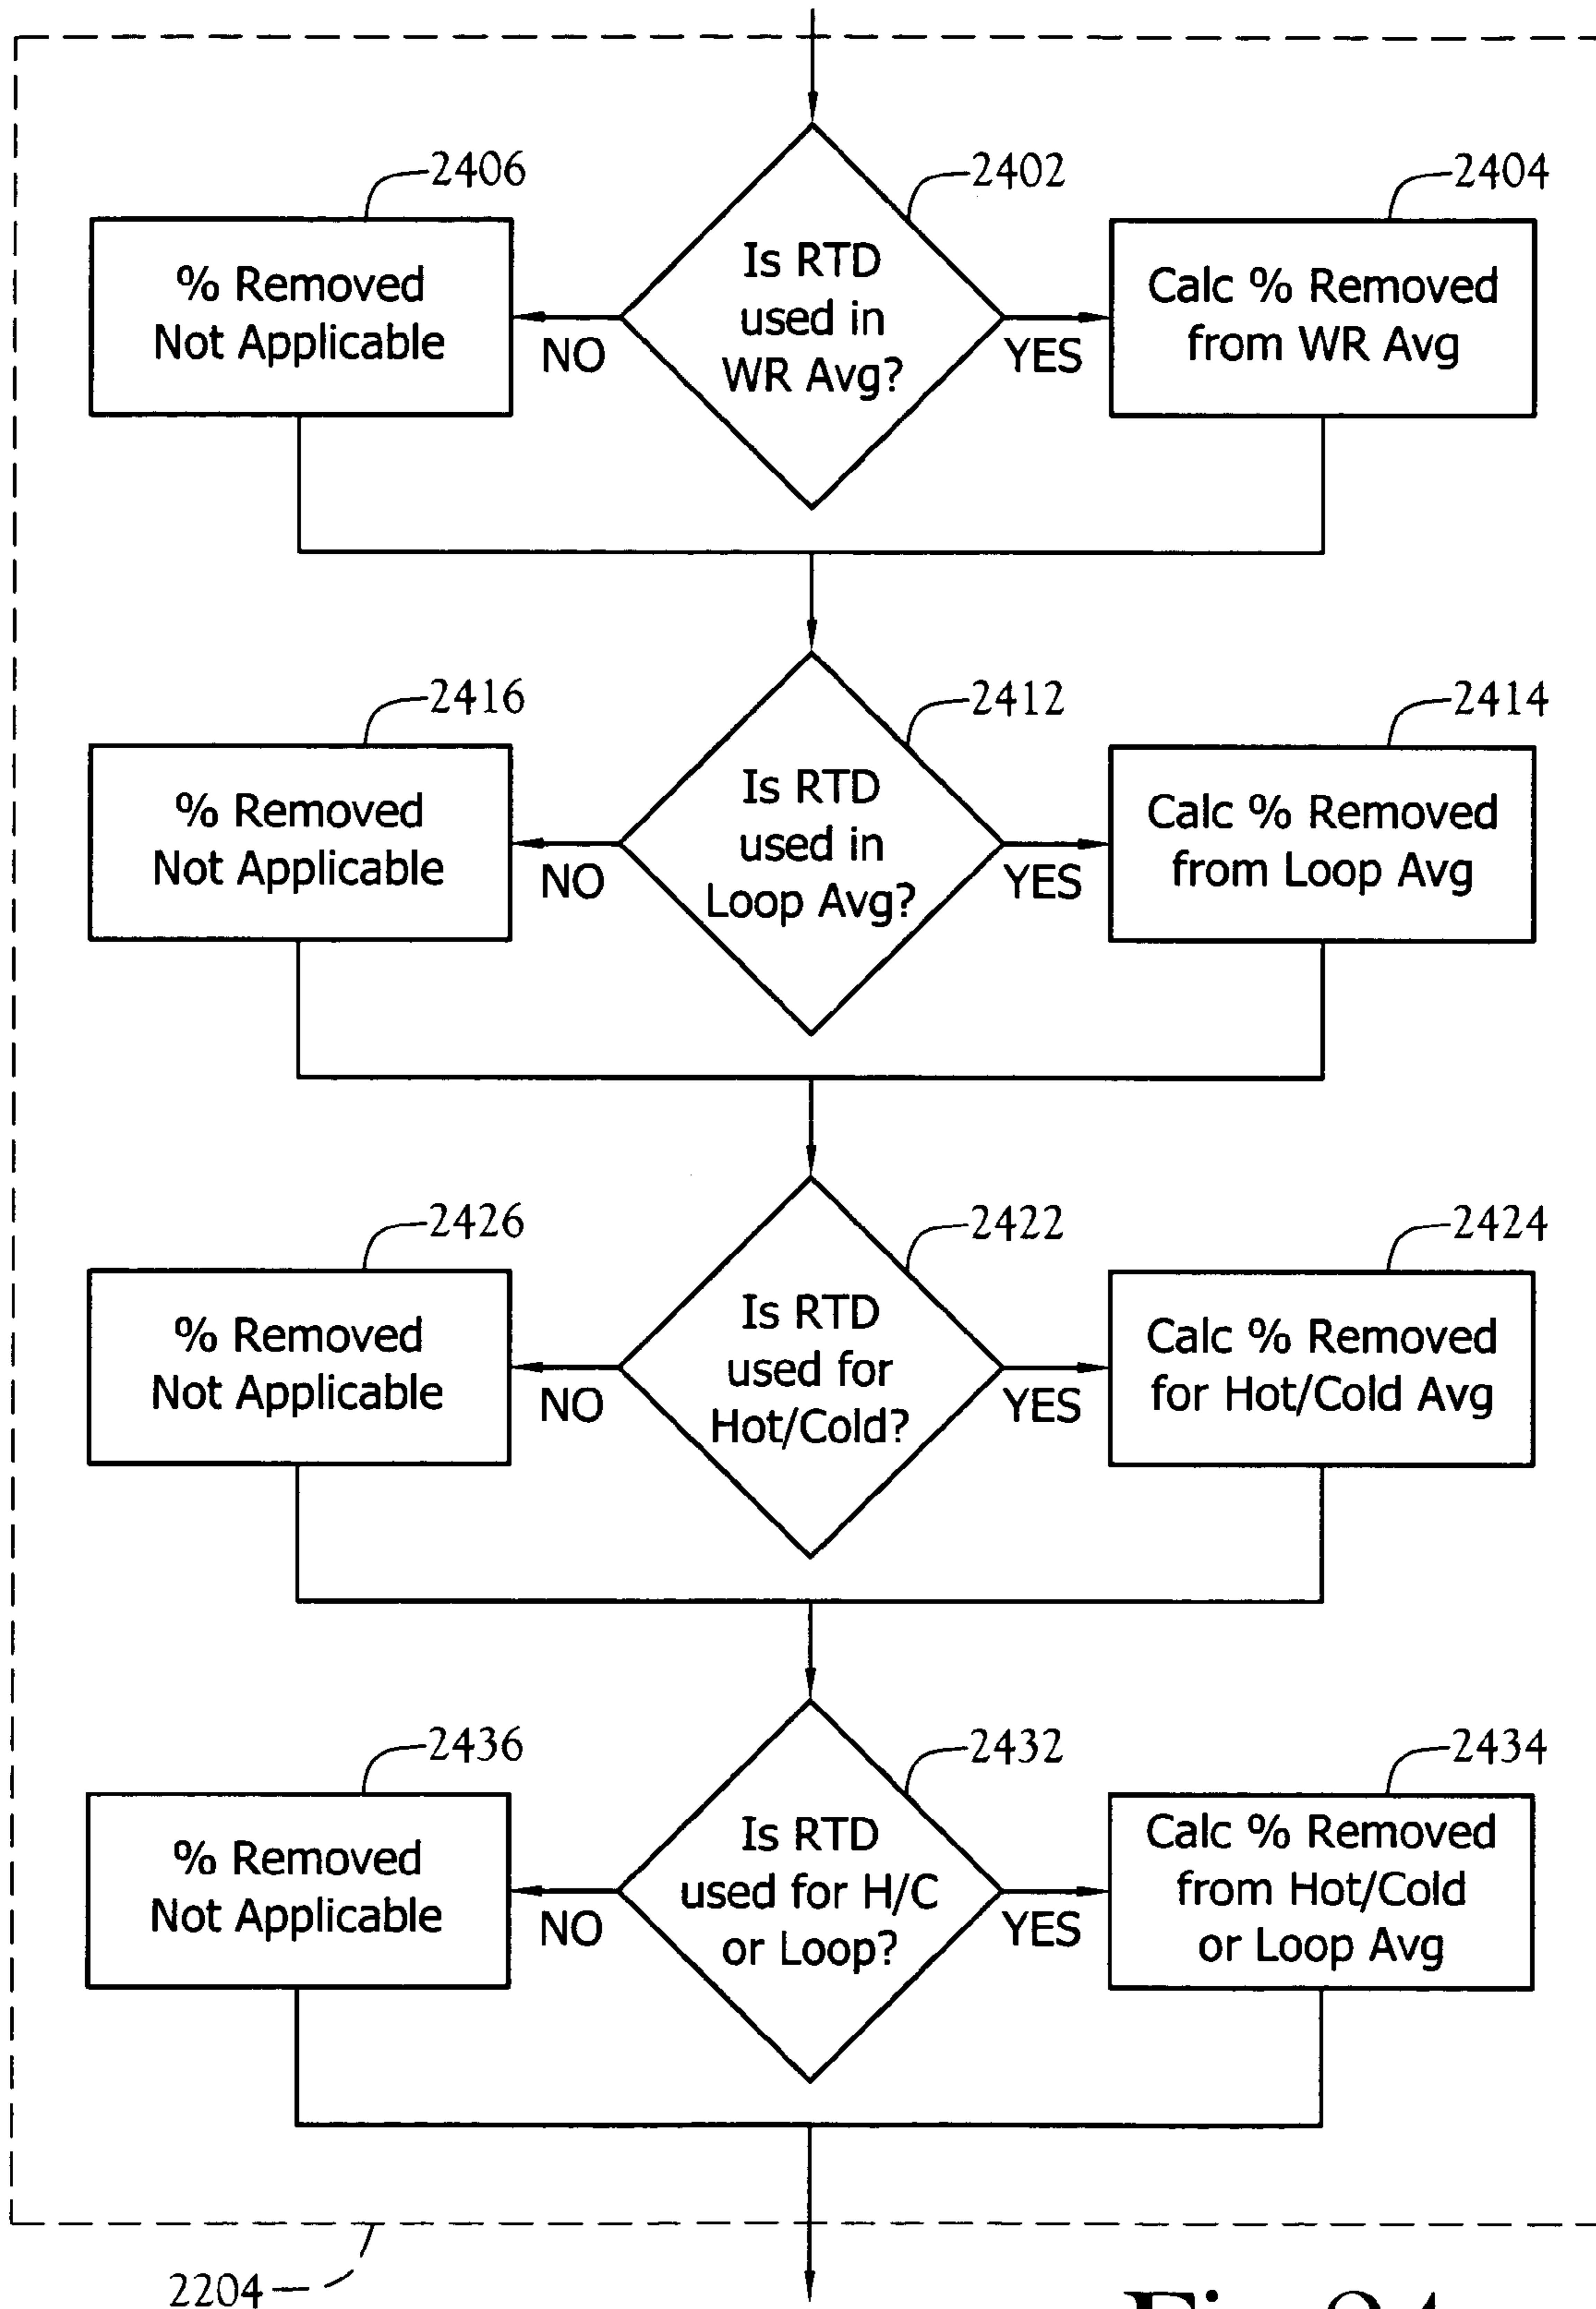 2406
2402
2404
% Removed
Not Applicable
Is RTD
used in
WR Avg?
Calc % Removed
from WR Avg
NO
YES
2416
2412
2414
% Removed
Not Applicable
Is RTD
used in
Loop Avg?
Calc % Removed
from Loop Avg
NO
YES
2426
2422
2424
% Removed
Not Applicable
Is RTD
used for
Hot/Cold?
Calc % Removed
for Hot/Cold Avg
NO
YES
2436
2432
2434
% Removed
Not Applicable
Is RTD
used for H/C
or Loop?
Calc % Removed
from Hot/Cold
or Loop Avg
NO
YES
2204